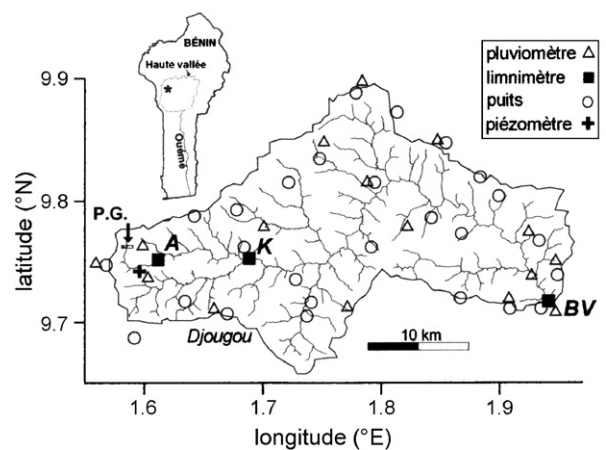 BÉNIN
Haute vallée
*
Ouémé
pluviomètre
limnimètre
puits
piézomètre
latitude (°N)
9.9
9.8
9.7
P.G.
A
K
BV
Djougou
10 km
1.6 1.7 1.8 1.9
longitude (°E)